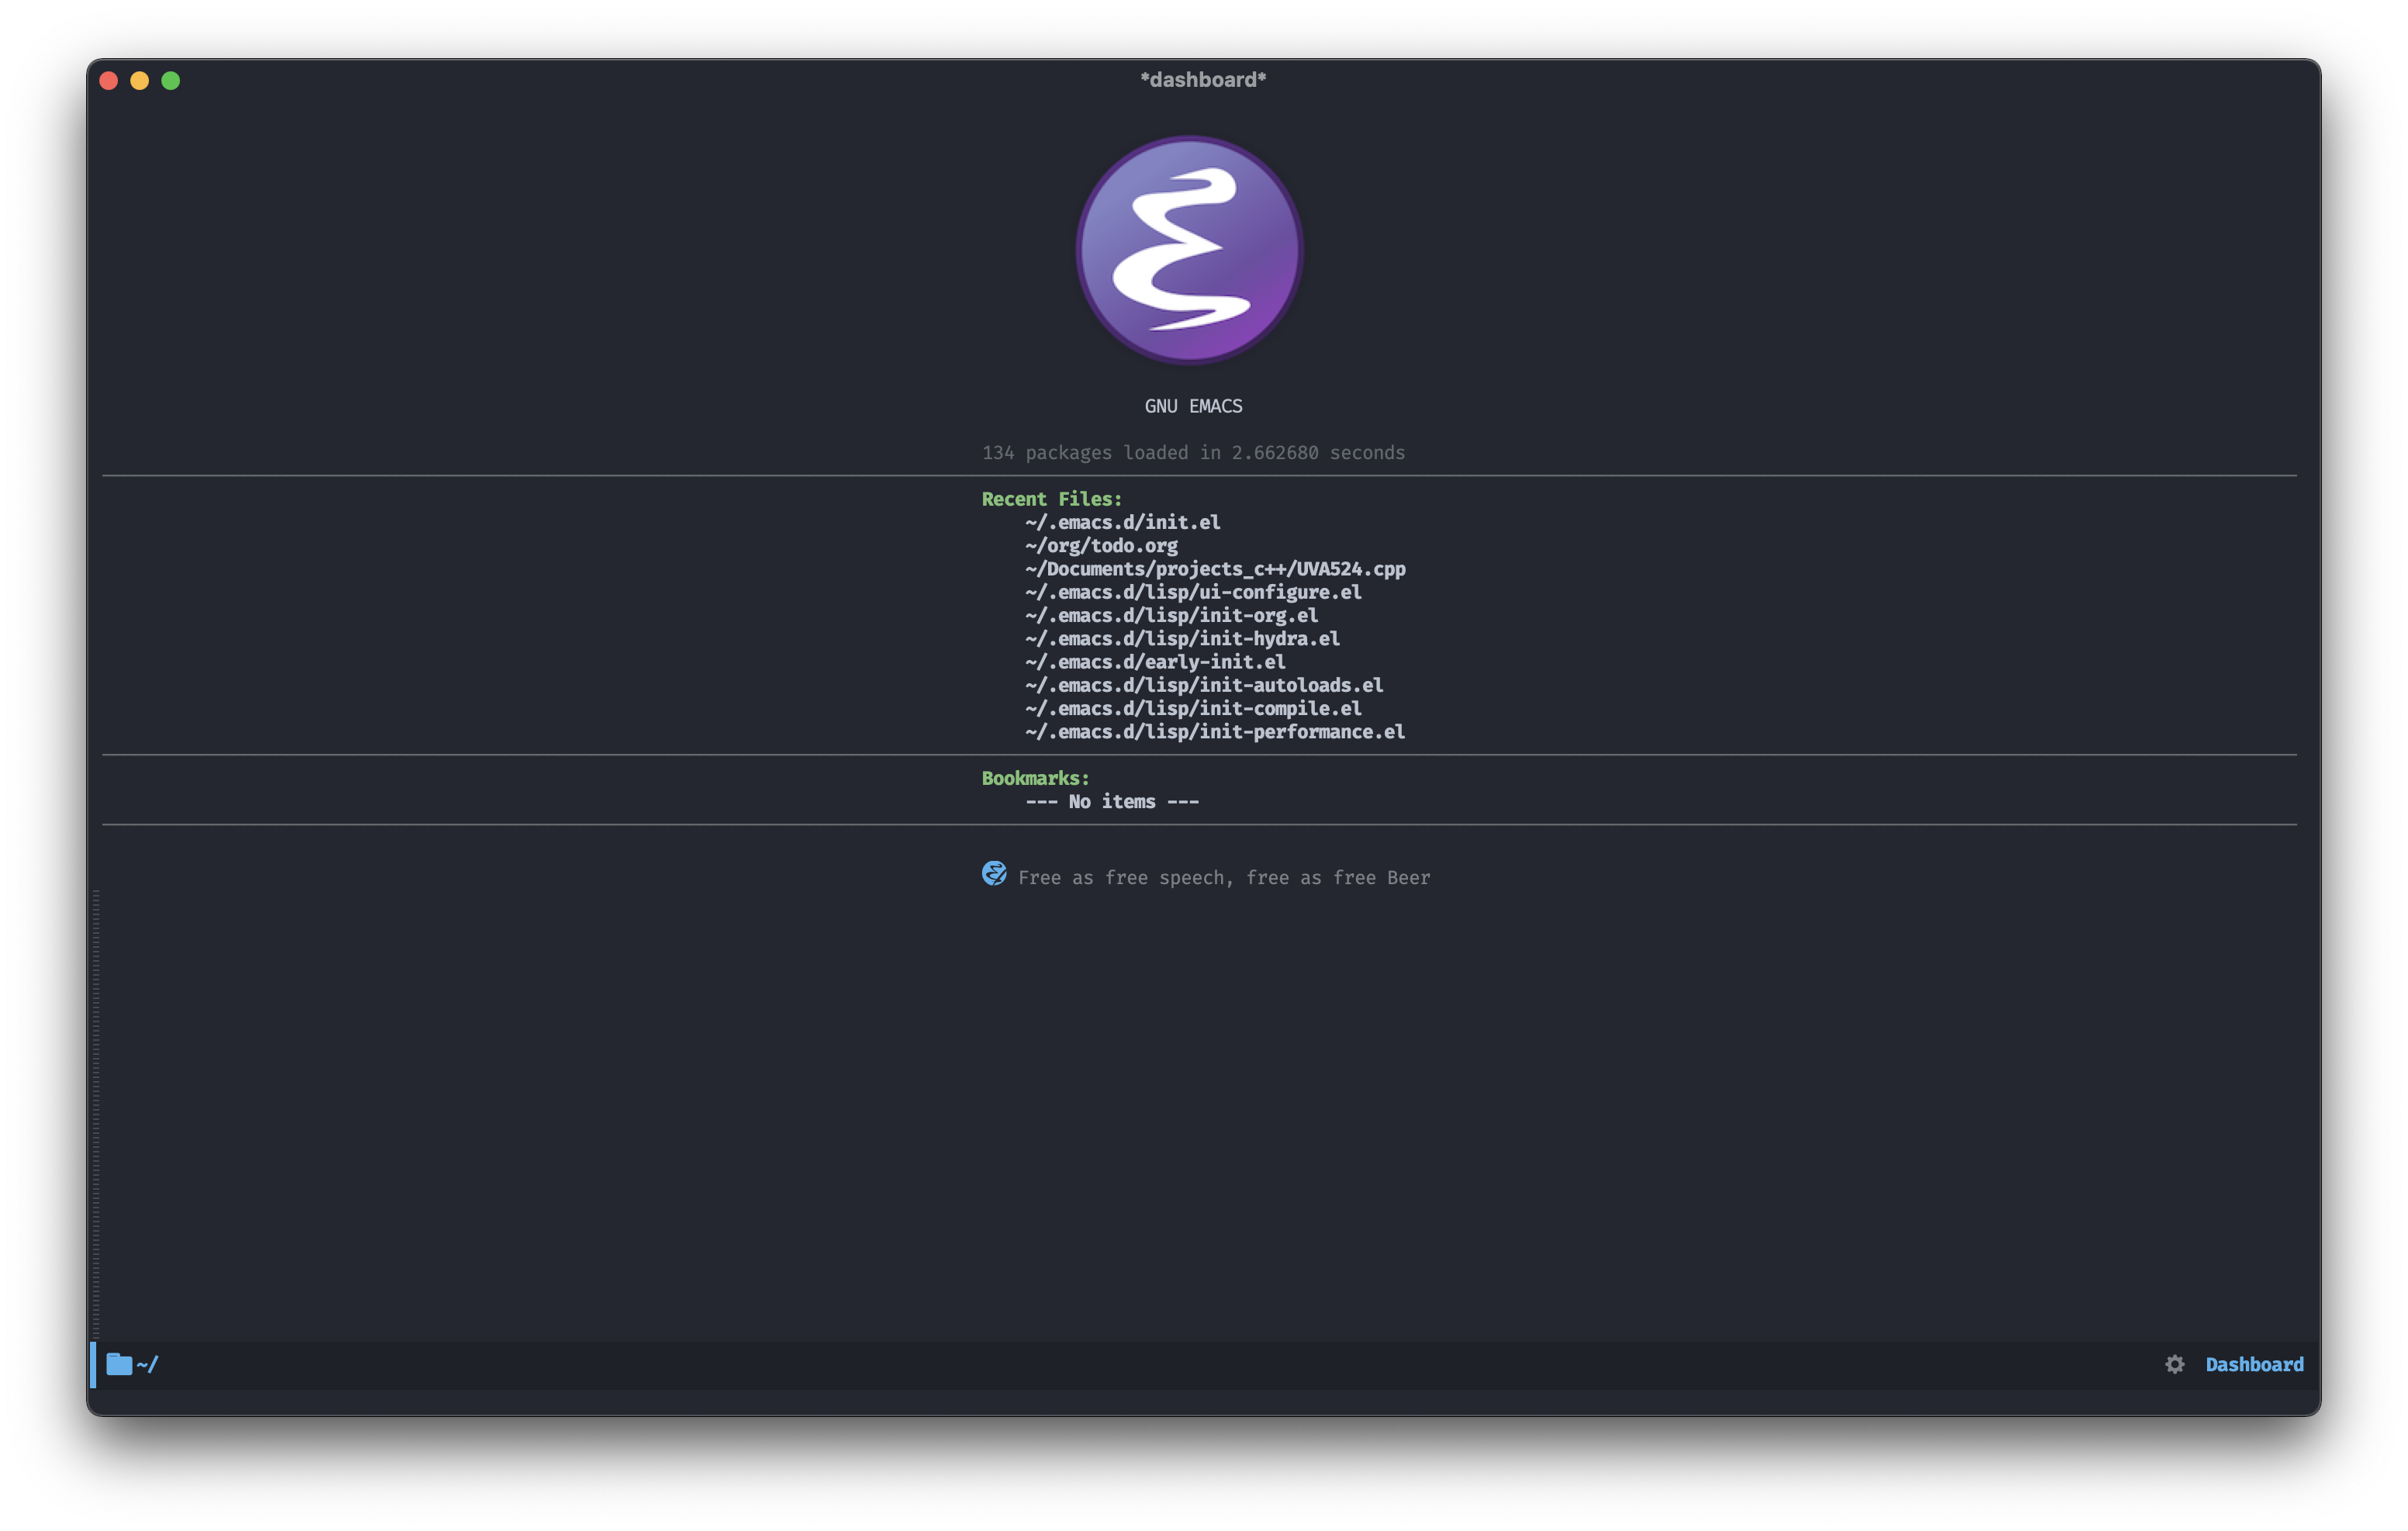 *dashboard*
GNU EMACS
134 packages loaded in 2.662680 seconds
Recent Files:
~/.emacs.d/init.el
~/org/todo.org
~/Documents/projects_c++/UVA524.cpp
~/.emacs.d/lisp/ui-configure.el
~/.emacs.d/lisp/init-org.el
~/.emacs.d/lisp/init-hydra.el
~/.emacs.d/early-init.el
~/.emacs.d/lisp/init-autoloads.el
~/.emacs.d/lisp/init-compile.el
~/.emacs.d/lisp/init-performance.el
Bookmarks:
--- No items ---
Free as free speech, free as free Beer
~/ Dashboard